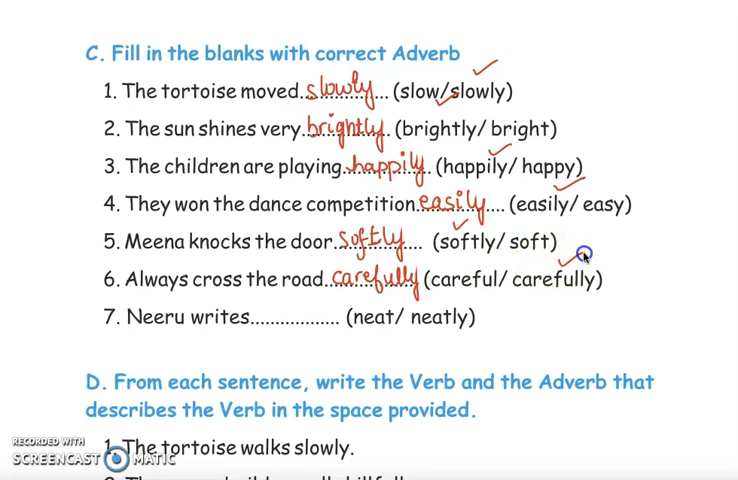 C. Fill in the blanks with correct Adverb
1. The tortoise moved..slowly... (slow/slowly)
2. The sun shines very.brightly. (brightly/ bright)
3. The children are playing..happily.. (happily/ happy)
4. They won the dance competition.easily.... (easily/ easy)
5. Meena knocks the door.softly.... (softly/ soft)
6. Always cross the road.carefully (careful/ carefully)
7. Neeru writes.................. (neat/ neatly)
D. From each sentence, write the Verb and the Adverb that
describes the Verb in the space provided.
1. The tortoise walks slowly.
RECORDED WITH
SCREENCAST MATIC